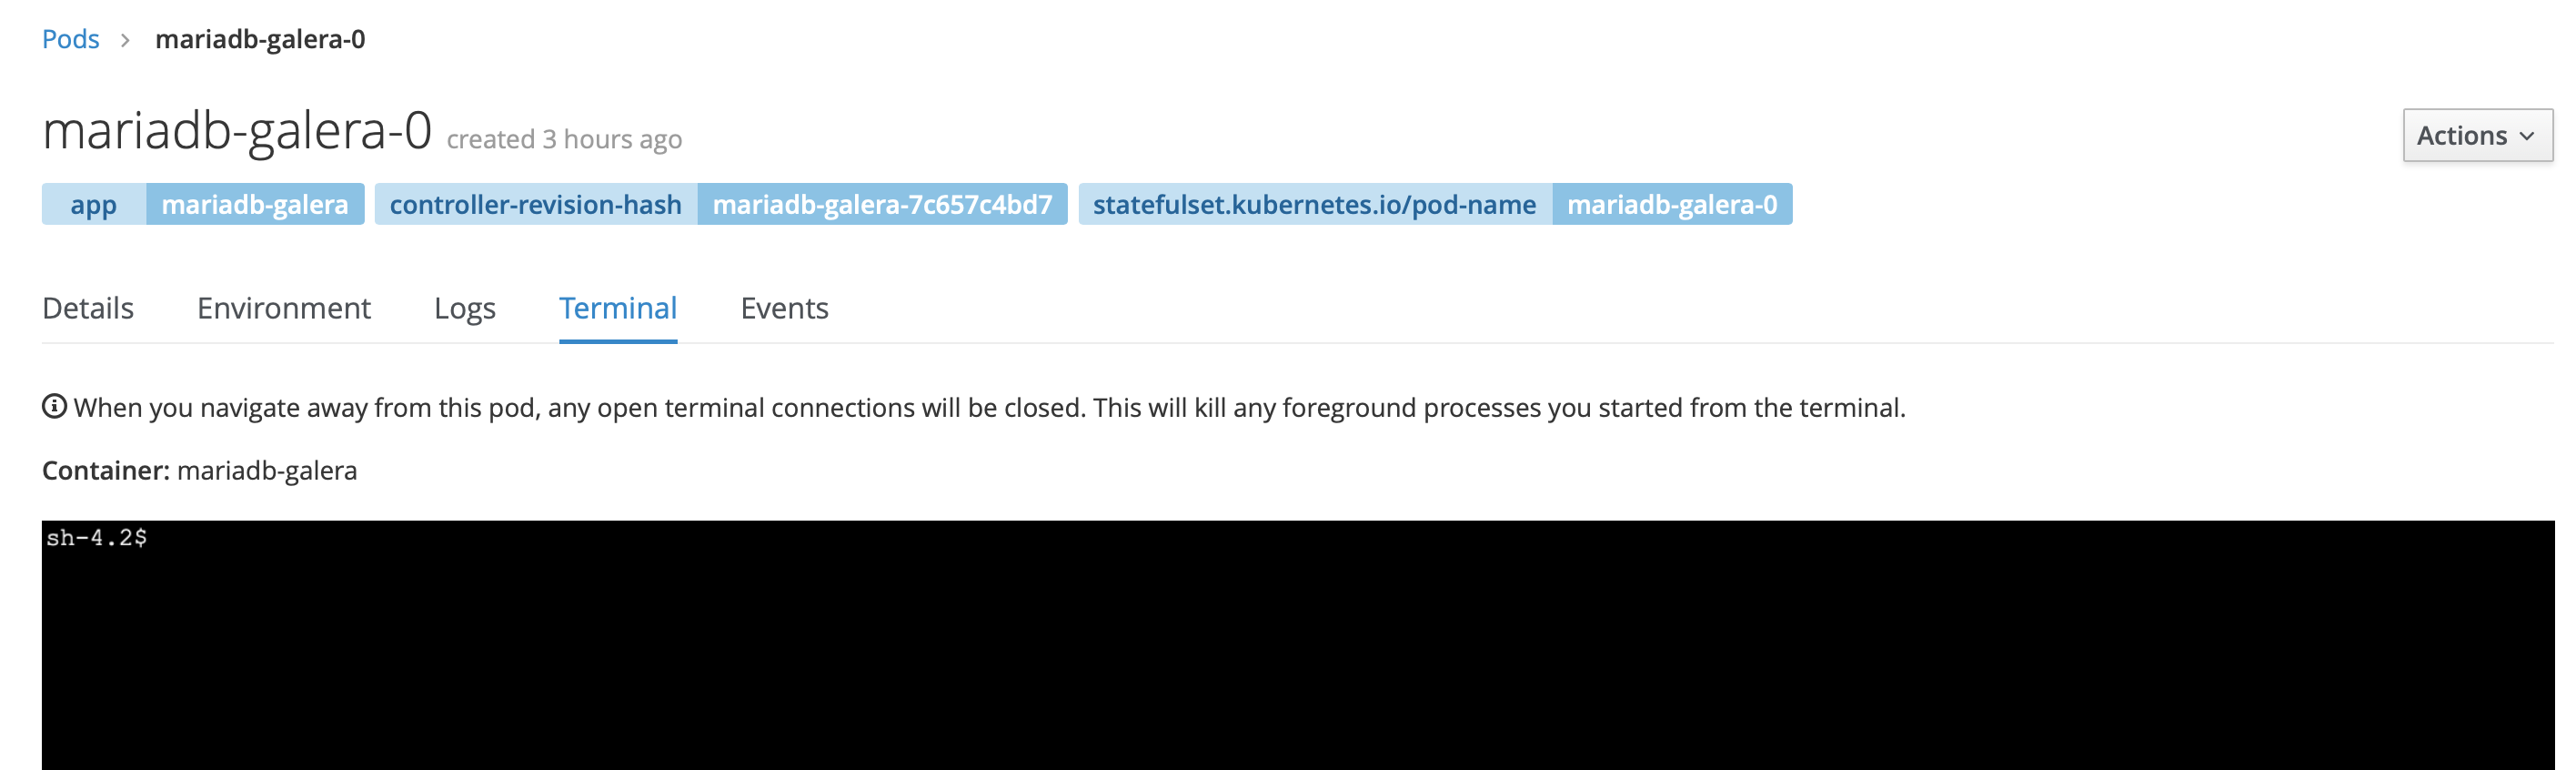 Pods > mariadb-galera-0
mariadb-galera-0 created 3 hours ago
Actions
app mariadb-galera controller-revision-hash mariadb-galera-7c657c4bd7 statefulset.kubernetes.io/pod-name mariadb-galera-0
Details Environment Logs Terminal Events
When you navigate away from this pod, any open terminal connections will be closed. This will kill any foreground processes you started from the terminal.
Container: mariadb-galera
sh-4.2$